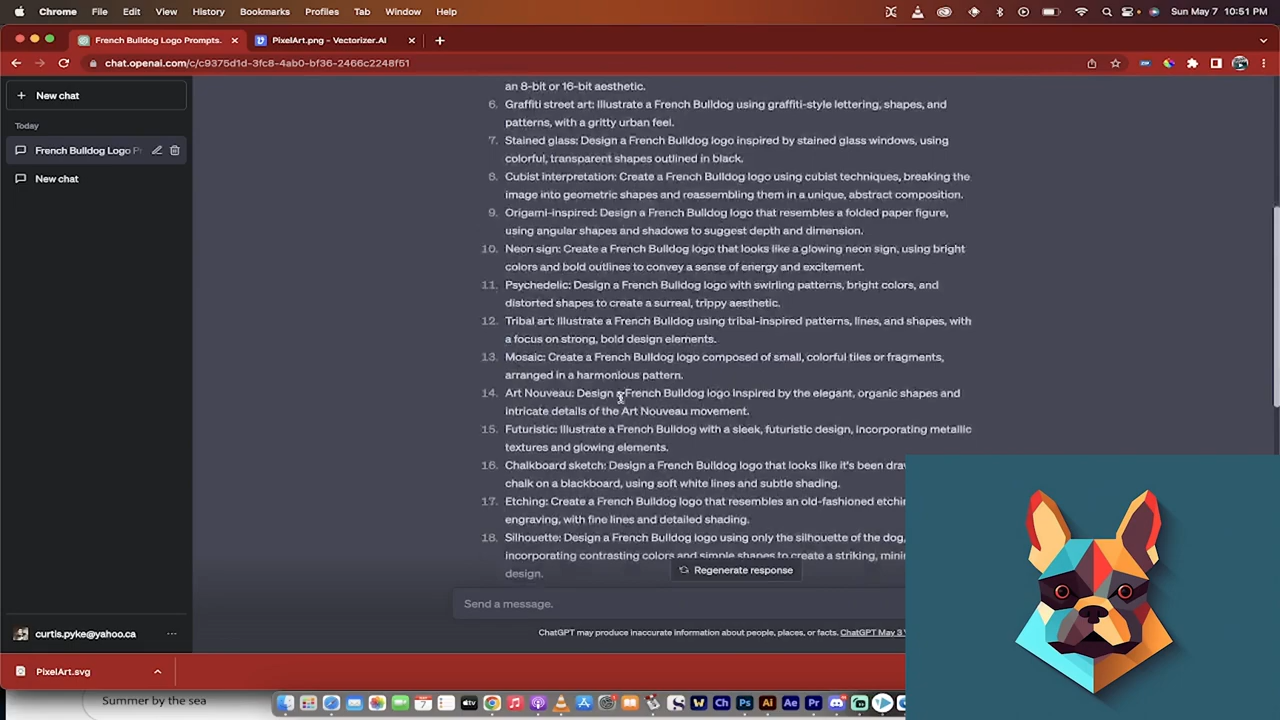 Chrome File Edit View History Bookmarks Profiles Tab Window Help Sun May 7 10:51 PM
French Bulldog Logo Prompts. PixelArt.png - Vectorizer.AI
chat.openai.com/c/c9375d1d-3fc8-4ab0-bf36-2466c2248f51
New chat
Today
French Bulldog Logo P
New chat
an 8-bit or 16-bit aesthetic.
6. Graffiti street art: Illustrate a French Bulldog using graffiti-style lettering, shapes, and
patterns, with a gritty urban feel.
7. Stained glass: Design a French Bulldog logo inspired by stained glass windows, using
colorful, transparent shapes outlined in black.
8. Cubist interpretation: Create a French Bulldog logo using cubist techniques, breaking the
image into geometric shapes and reassembling them in a unique, abstract composition.
9. Origami-inspired: Design a French Bulldog logo that resembles a folded paper figure,
using angular shapes and shadows to suggest depth and dimension.
10. Neon sign: Create a French Bulldog logo that looks like a glowing neon sign, using bright
colors and bold outlines to convey a sense of energy and excitement.
11. Psychedelic: Design a French Bulldog logo with swirling patterns, bright colors, and
distorted shapes to create a surreal, trippy aesthetic.
12. Tribal art: Illustrate a French Bulldog using tribal-inspired patterns, lines, and shapes, with
a focus on strong, bold design elements.
13. Mosaic: Create a French Bulldog logo composed of small, colorful tiles or fragments,
arranged in a harmonious pattern.
14. Art Nouveau: Design a French Bulldog logo inspired by the elegant, organic shapes and
intricate details of the Art Nouveau movement.
15. Futuristic: Illustrate a French Bulldog with a sleek, futuristic design, incorporating metallic
textures and glowing elements.
16. Chalkboard sketch: Design a French Bulldog logo that looks like it's been
chalk on a blackboard, using soft white lines and subtle shading.
17. Etching: Create a French Bulldog logo that resembles an old-fashioned
engraving, with fine lines and detailed shading.
18. Silhouette: Design a French Bulldog logo using only the silhouette of the dog,
incorporating contrasting colors and simple shapes to create a striking,
design.
Regenerate response
Send a message.
ChatGPT may produce inaccurate information about people, places, or facts. ChatGPT May 3
curtis.pyke@yahoo.ca
PixelArt.svg
Summer by the sea